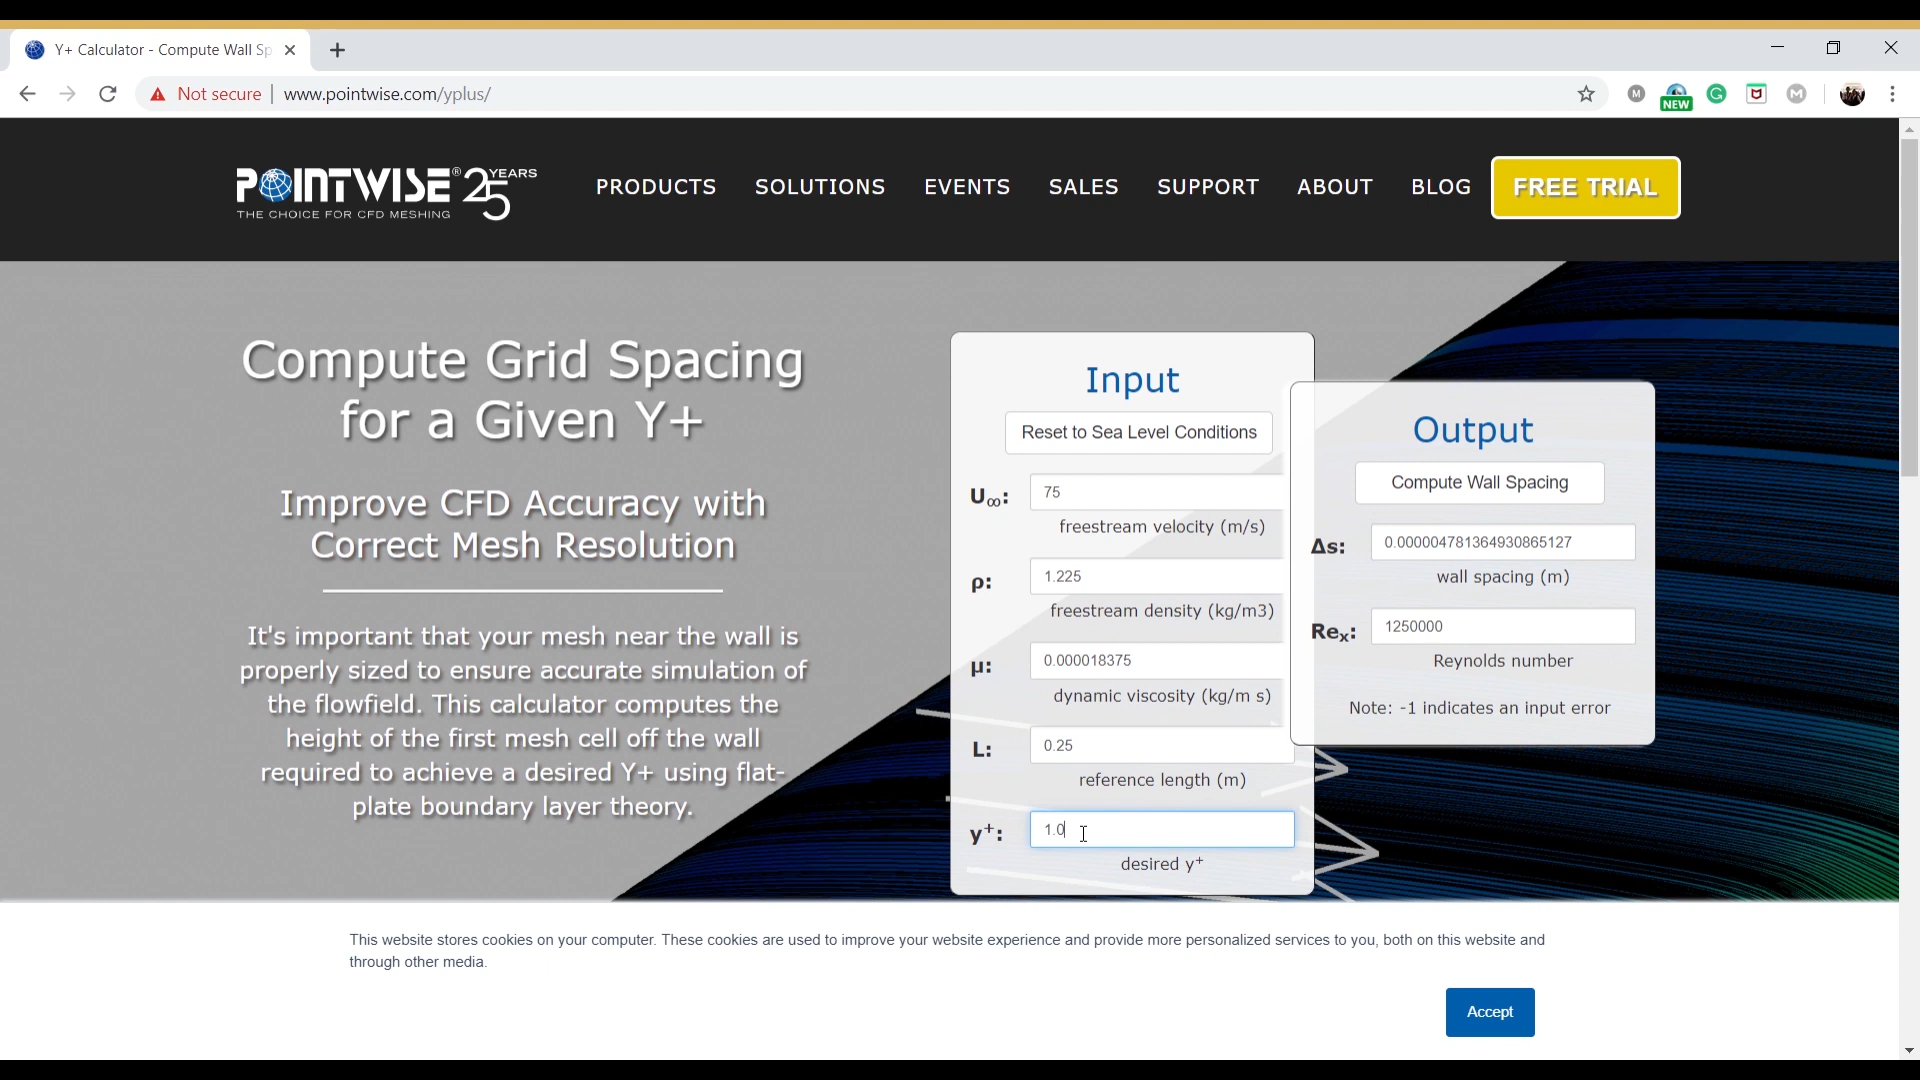 Y+ Calculator - Compute Wall Sp
Not secure
www.pointwise.com/yplus/
M
NEW
G
M
POINTWISE® 25 YEARS
THE CHOICE FOR CFD MESHING
PRODUCTS
SOLUTIONS
EVENTS
SALES
SUPPORT
ABOUT
BLOG
FREE TRIAL
Compute Grid Spacing
for a Given Y+
Improve CFD Accuracy with
Correct Mesh Resolution
It's important that your mesh near the wall is
properly sized to ensure accurate simulation of
the flowfield. This calculator computes the
height of the first mesh cell off the wall
required to achieve a desired Y+ using flat-
plate boundary layer theory.
Input
Reset to Sea Level Conditions
U∞: 75
freestream velocity (m/s)
ρ: 1.225
freestream density (kg/m3)
μ: 0.000018375
dynamic viscosity (kg/m s)
L: 0.25
reference length (m)
y⁺: 1.0
desired y⁺
Output
Compute Wall Spacing
Δs: 0.000004781364930865127
wall spacing (m)
Reₓ: 1250000
Reynolds number
Note: -1 indicates an input error
This website stores cookies on your computer. These cookies are used to improve your website experience and provide more personalized services to you, both on this website and
through other media.
Accept